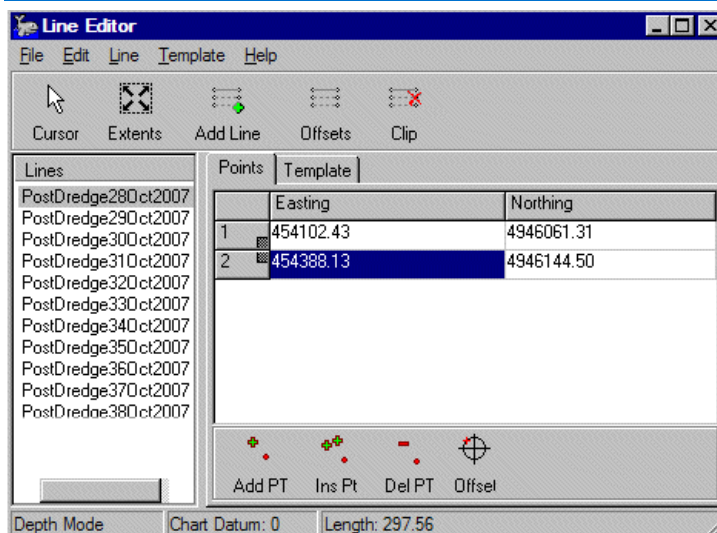 Line Editor
File Edit Line Template Help
Cursor Extents Add Line Offsets Clip
Lines
PostDredge28Oct2007
PostDredge29Oct2007
PostDredge30Oct2007
PostDredge31Oct2007
PostDredge32Oct2007
PostDredge33Oct2007
PostDredge34Oct2007
PostDredge35Oct2007
PostDredge36Oct2007
PostDredge37Oct2007
PostDredge38Oct2007
Points Template
Easting Northing
1 454102.43 4946061.31
2 454388.13 4946144.50
Add PT Ins Pt Del PT Offset
Depth Mode Chart Datum: 0 Length: 297.56